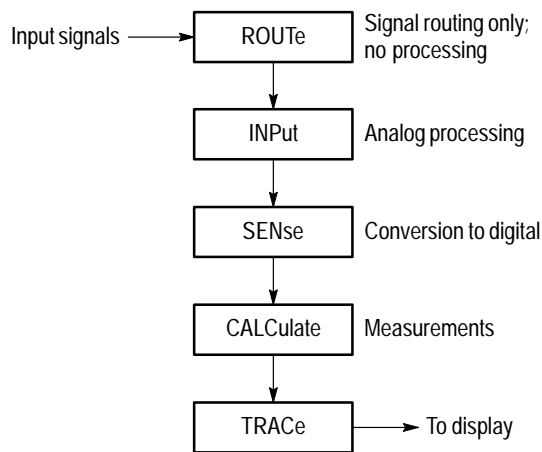 Input signals
ROUTe
Signal routing only;
no processing
INPut
Analog processing
SENse
Conversion to digital
CALCulate
Measurements
TRACe
To display